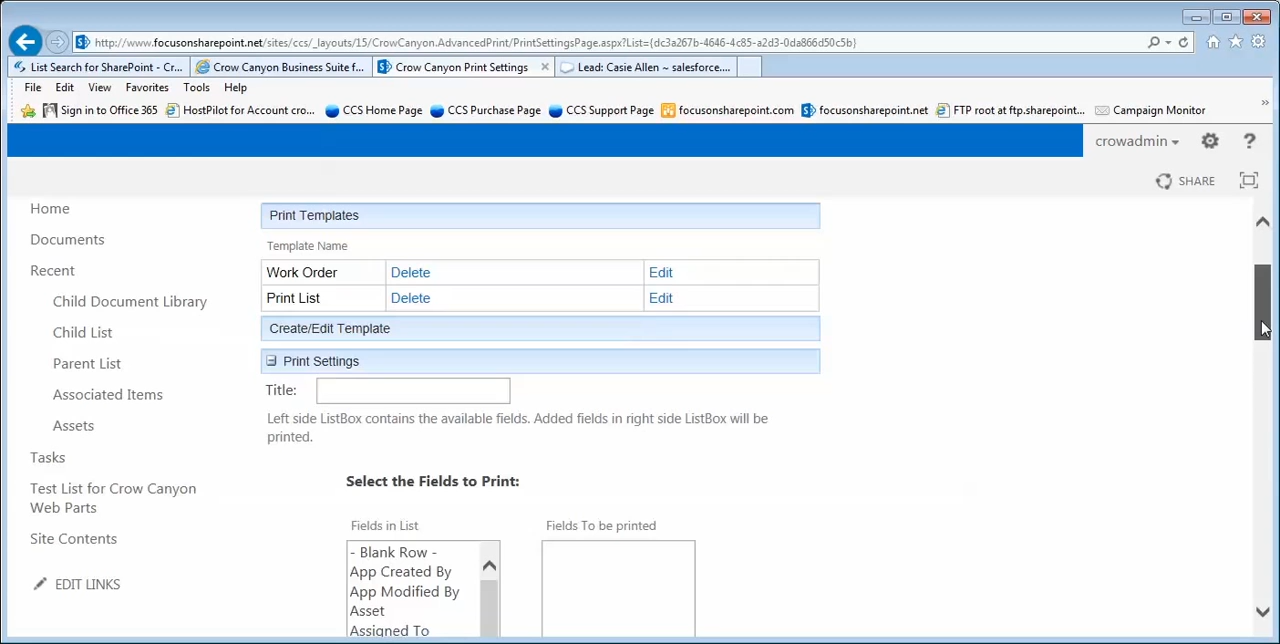 http://www.focusonsharepoint.net/sites/ccs/_layouts/15/CrowCanyon.AdvancedPrint/PrintSettingsPage.aspx?List={dc3a267b-4646-4c85-a2d3-0da866d50c5b}
List Search for SharePoint - Cr...
Crow Canyon Business Suite f...
Crow Canyon Print Settings
Lead: Casie Allen ~ salesforce....
File Edit View Favorites Tools Help
Sign in to Office 365
HostPilot for Account cro...
CCS Home Page
CCS Purchase Page
CCS Support Page
focusonsharepoint.com
focusonsharepoint.net
FTP root at ftp.sharepoint...
Campaign Monitor
crowadmin
SHARE
Home
Documents
Recent
Child Document Library
Child List
Parent List
Associated Items
Assets
Tasks
Test List for Crow Canyon
Web Parts
Site Contents
EDIT LINKS
Print Templates
Template Name
Work Order Delete Edit
Print List Delete Edit
Create/Edit Template
Print Settings
Title:
Left side ListBox contains the available fields. Added fields in right side ListBox will be
printed.
Select the Fields to Print:
Fields in List
Fields To be printed
- Blank Row -
App Created By
App Modified By
Asset
Assigned To